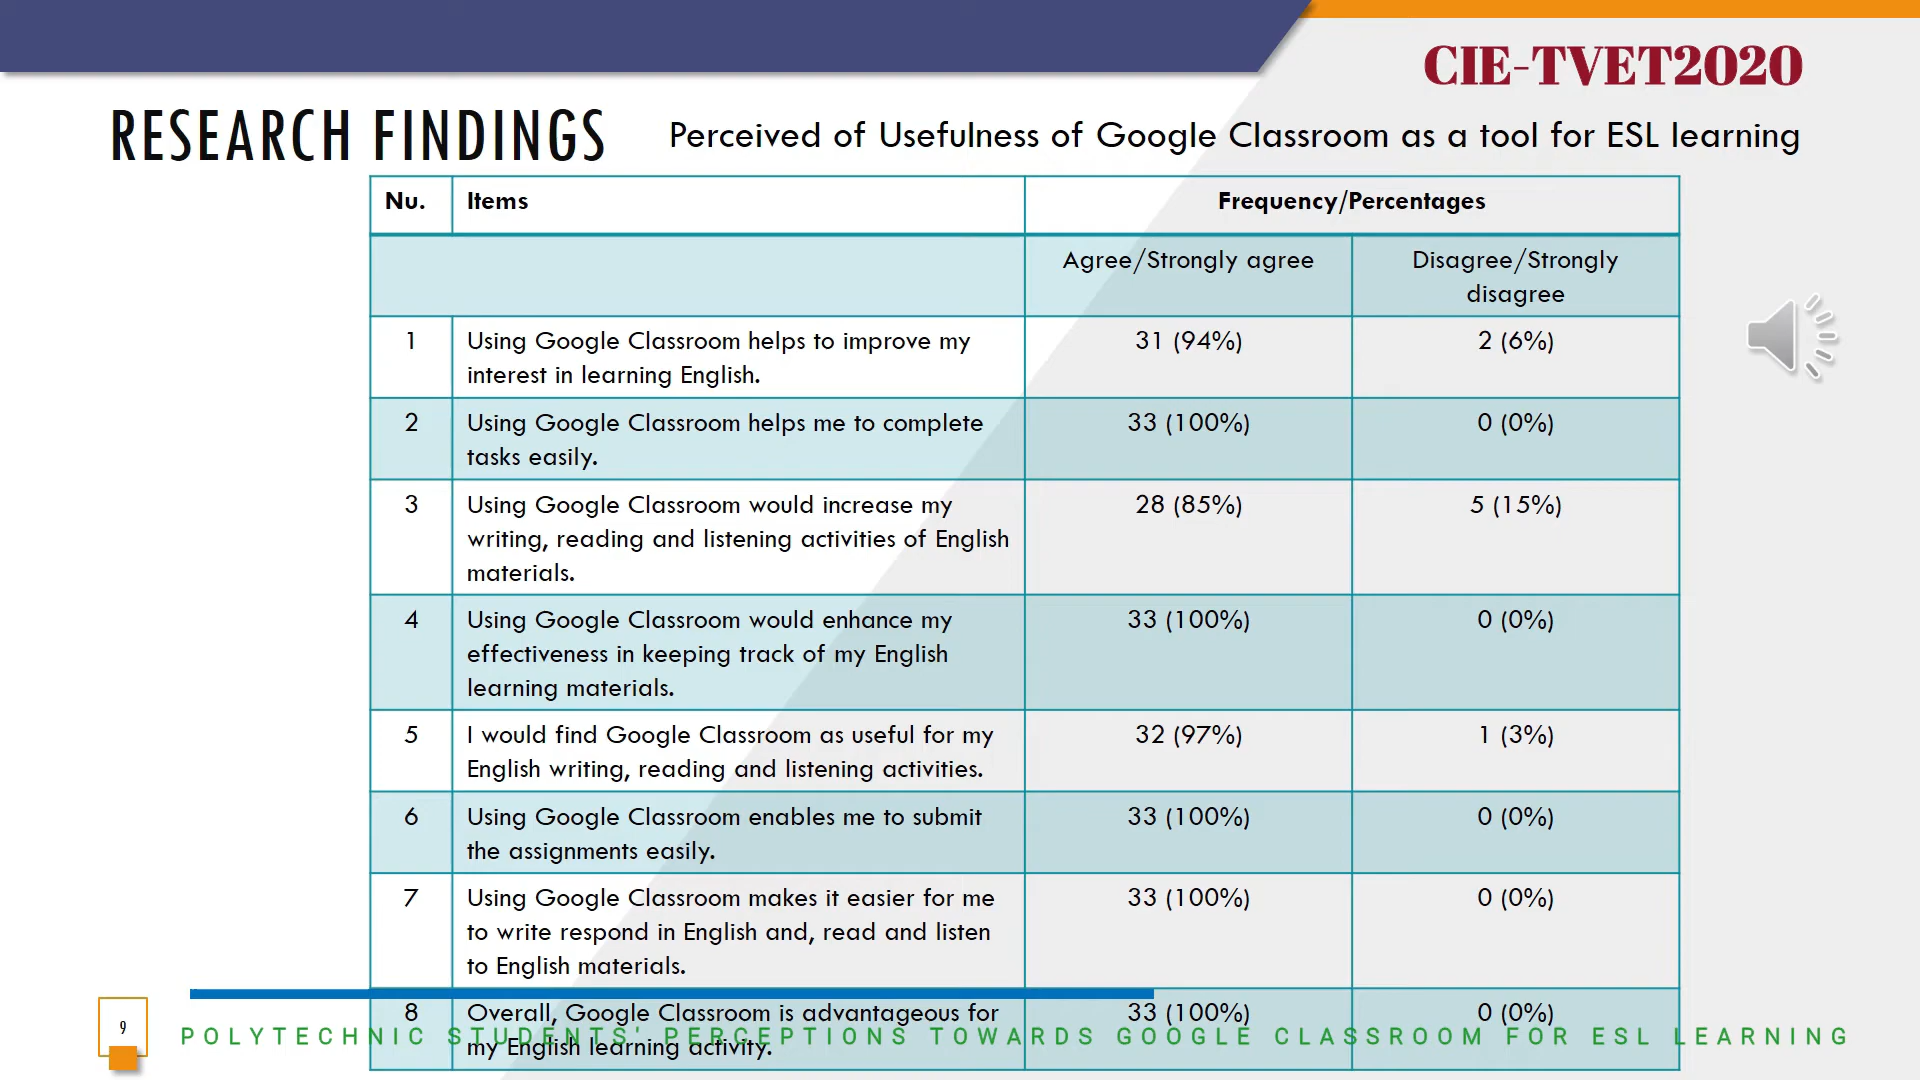 CIE-TVET2020
RESEARCH FINDINGS
Perceived of Usefulness of Google Classroom as a tool for ESL learning
Nu. Items Frequency/Percentages
Agree/Strongly agree Disagree/Strongly
disagree
1 Using Google Classroom helps to improve my 31 (94%) 2 (6%)
interest in learning English.
2 Using Google Classroom helps me to complete 33 (100%) 0 (0%)
tasks easily.
3 Using Google Classroom would increase my 28 (85%) 5 (15%)
writing, reading and listening activities of English
materials.
4 Using Google Classroom would enhance my 33 (100%) 0 (0%)
effectiveness in keeping track of my English
learning materials.
5 I would find Google Classroom as useful for my 32 (97%) 1 (3%)
English writing, reading and listening activities.
6 Using Google Classroom enables me to submit 33 (100%) 0 (0%)
the assignments easily.
7 Using Google Classroom makes it easier for me 33 (100%) 0 (0%)
to write respond in English and, read and listen
to English materials.
8 Overall, Google Classroom is advantageous for 33 (100%) 0 (0%)
my English learning activity.
9
POLYTECHNIC STUDENTS' PERCEPTIONS TOWARDS GOOGLE CLASSROOM FOR ESL LEARNING